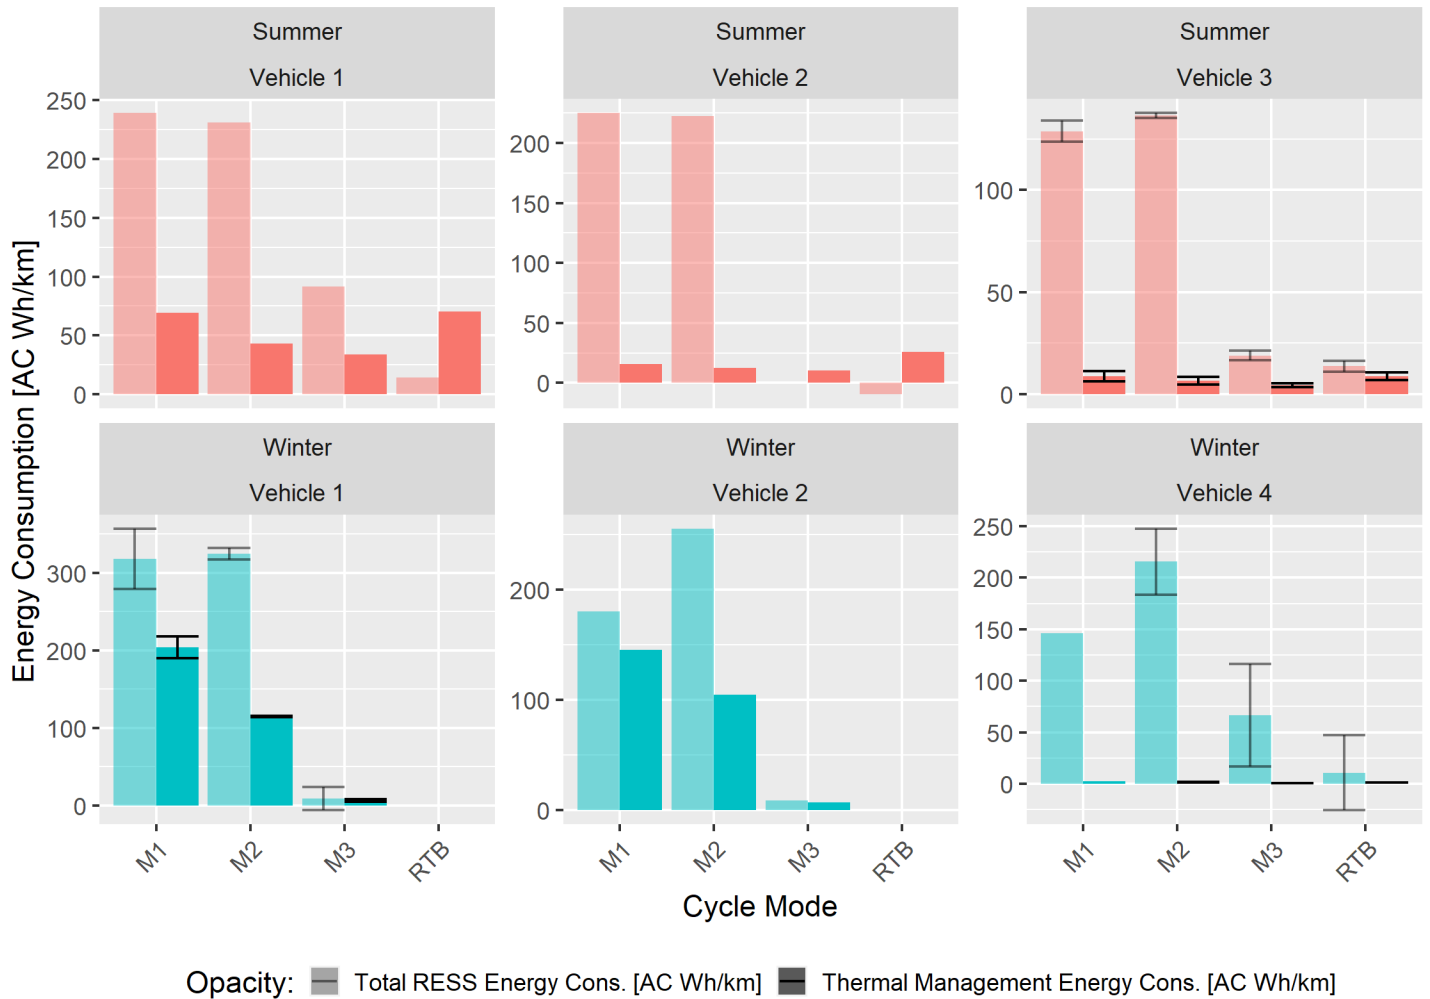 Summer
Vehicle 1
Summer
Vehicle 2
Summer
Vehicle 3
250
200
150
100
50
0
200
150
100
50
0
100
50
0
Winter
Vehicle 1
Winter
Vehicle 2
Winter
Vehicle 4
300
200
100
0
200
100
0
250
200
150
100
50
0
M1
M2
M3
RTB
M1
M2
M3
RTB
M1
M2
M3
RTB
Energy Consumption [AC Wh/km]
Cycle Mode
Opacity: Total RESS Energy Cons. [AC Wh/km] Thermal Management Energy Cons. [AC Wh/km]